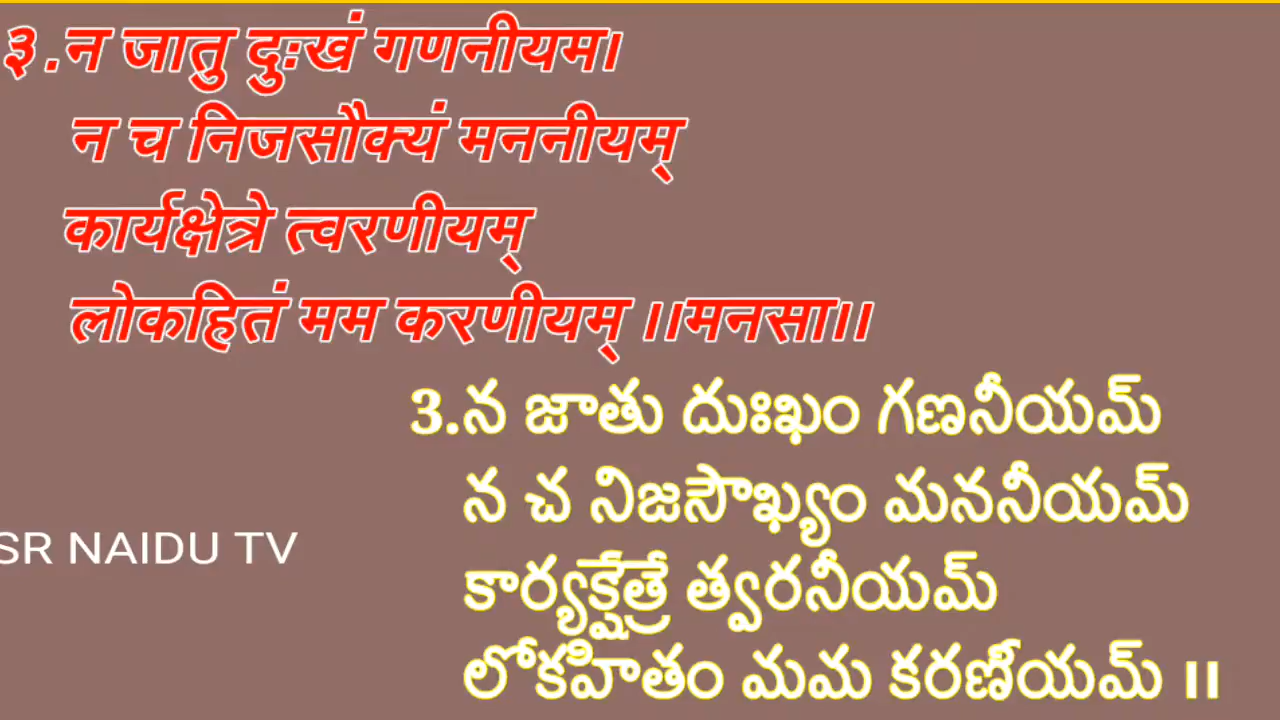 ३.न जातु दुःखं गणनीयम।
न च निजसौक्यं मननीयम्
कार्यक्षेत्रे त्वरणीयम्
लोकहितं मम करणीयम् ।।मनसा।।
3.న జాతు దుఃఖం గణనీయమ్
న చ నిజసౌఖ్యం మననీయమ్
SR NAIDU TV
కార్యక్షేత్రే త్వరనీయమ్
లోకహితం మమ కరణీయమ్ ।।